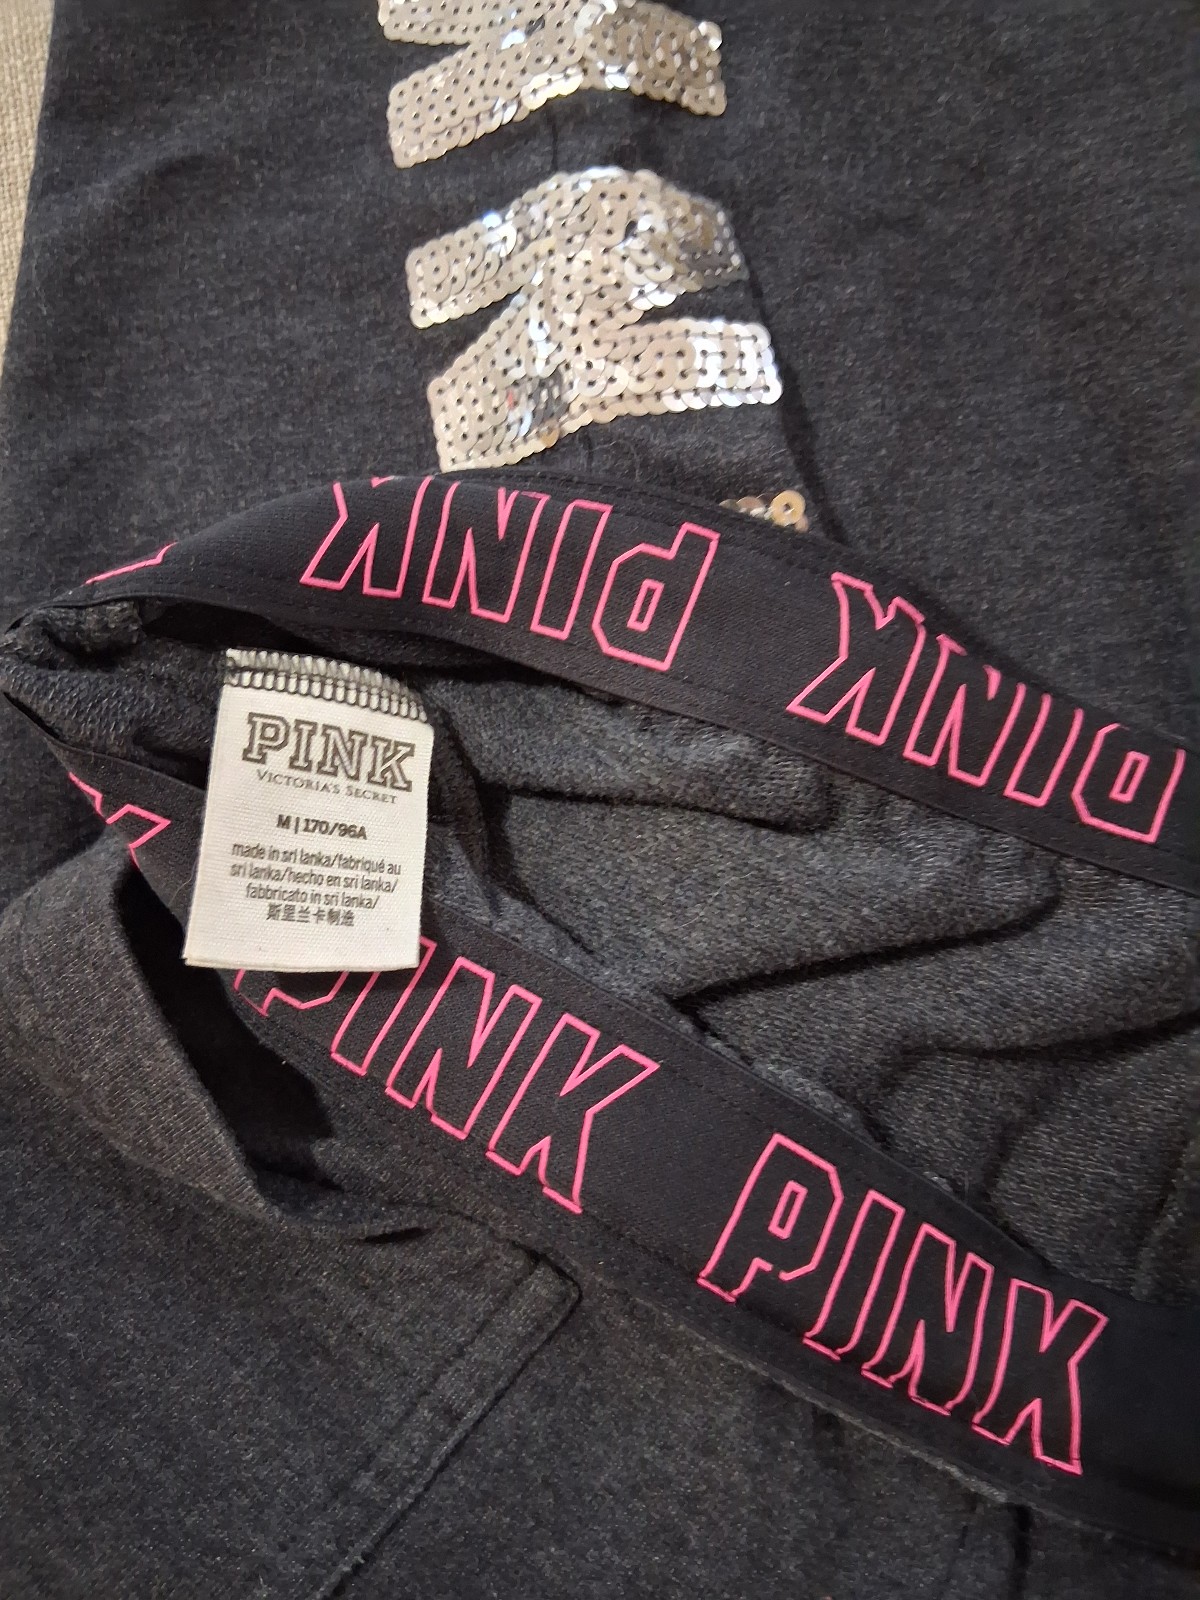 PINK
PINK
PINK
VICTORIA'S SECRET
M | 170/96A
made in sri lanka/fabriqué au
sri lanka/hecho en sri lanka/
fabbricato in sri lanka/
斯里兰卡制造
PINK
PINK